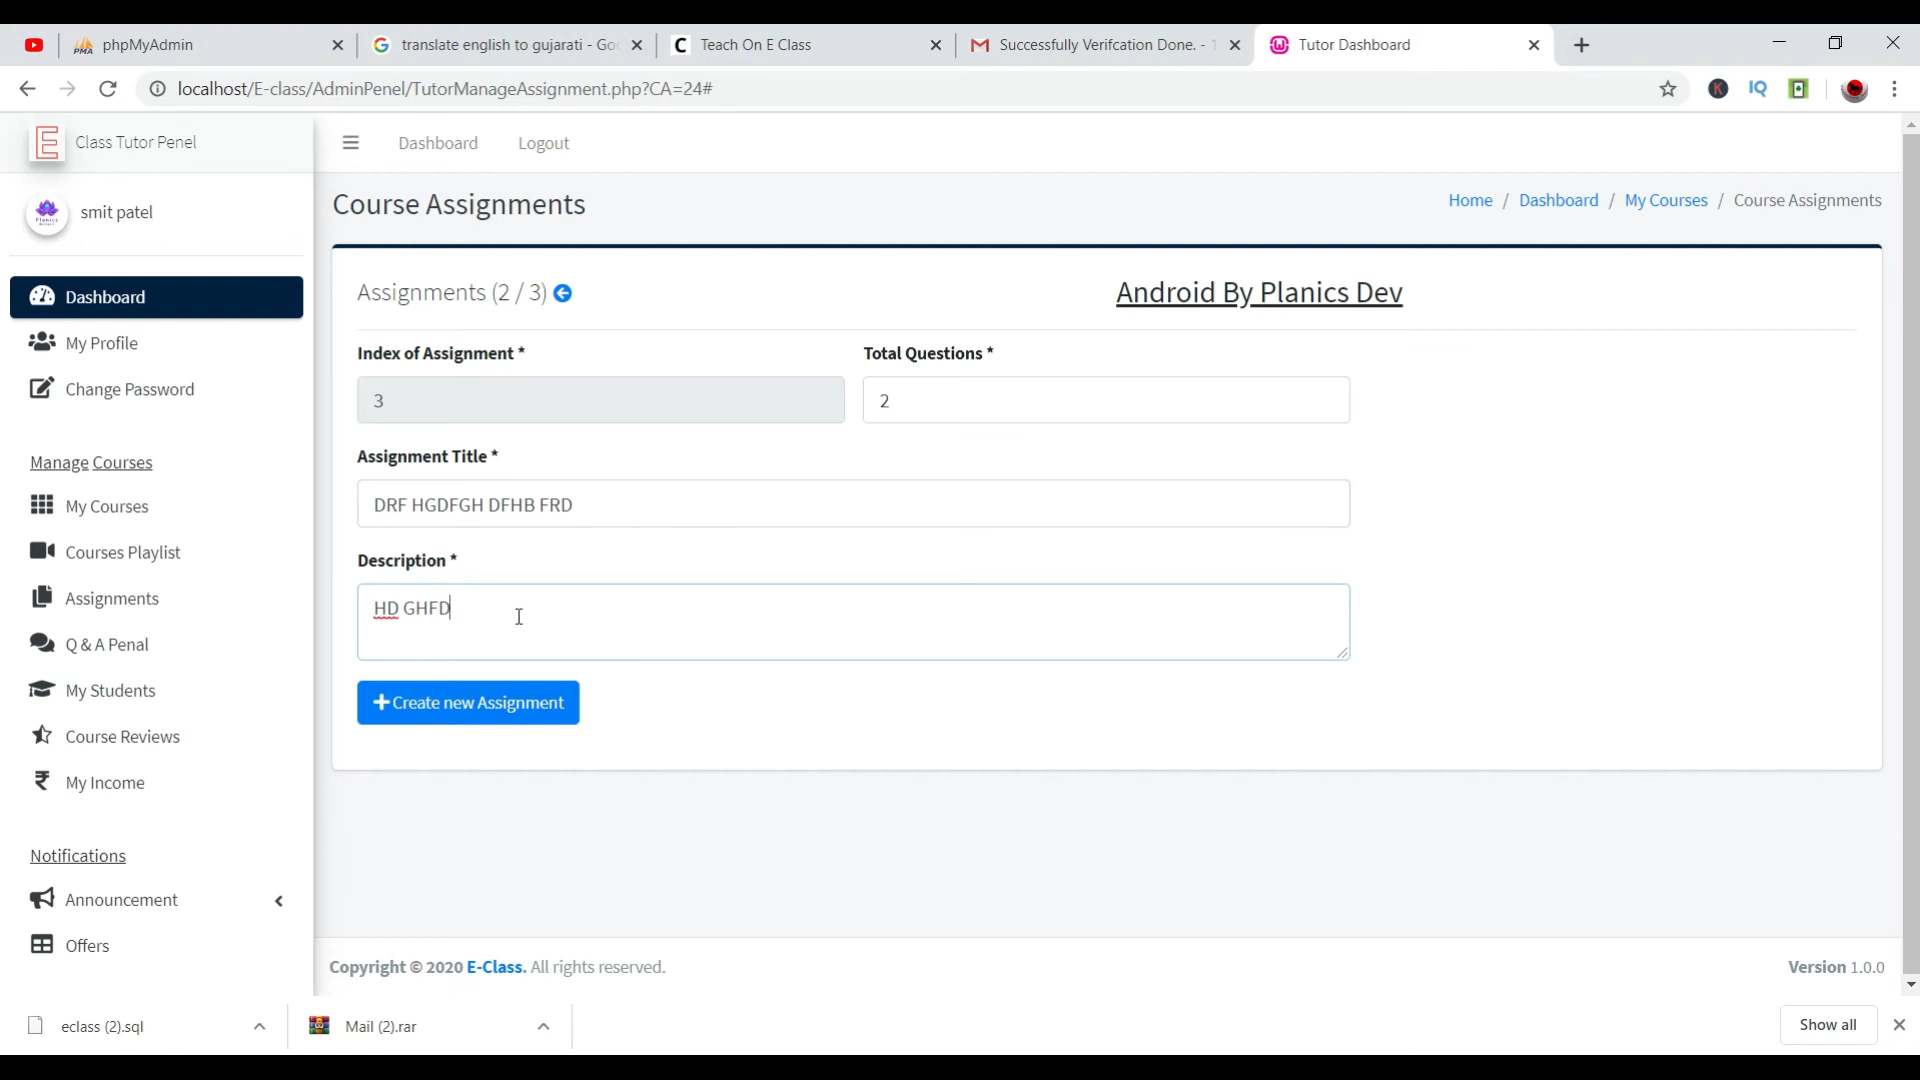 phpMyAdmin
translate english to gujarati - Goo
Teach On E Class
Successfully Verifcation Done. - 1
Tutor Dashboard
localhost/E-class/AdminPenel/TutorManageAssignment.php?CA=24#
K
IQ
E
Class Tutor Penel
Dashboard
Logout
smit patel
Course Assignments
Home / Dashboard / My Courses / Course Assignments
Dashboard
My Profile
Change Password
Manage Courses
My Courses
Courses Playlist
Assignments
Q & A Penal
My Students
Course Reviews
₹ My Income
Notifications
Announcement
Offers
Assignments (2 / 3)
Android By Planics Dev
Index of Assignment *
Total Questions *
3
2
Assignment Title *
DRF HGDFGH DFHB FRD
Description *
HD GHFD
Create new Assignment
Copyright © 2020 E-Class. All rights reserved.
Version 1.0.0
eclass (2).sql
Mail (2).rar
Show all